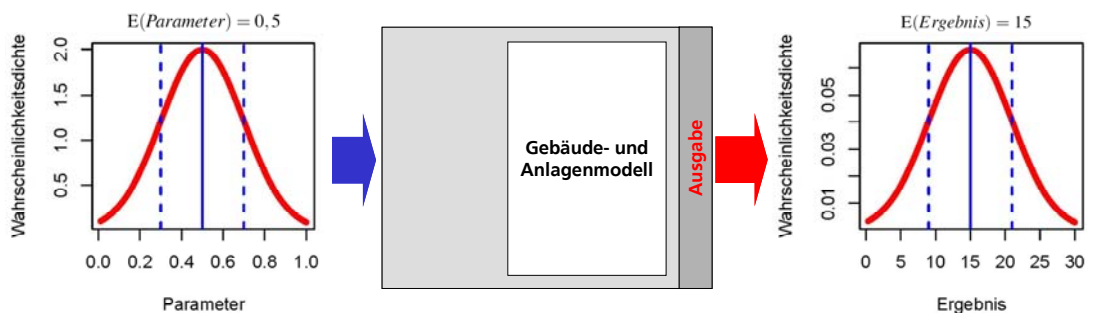 E(Parameter) = 0,5
Wahrscheinlichkeitsdichte
2.0
1.5
1.0
0.5
0.0 0.2 0.4 0.6 0.8 1.0
Parameter
Gebäude- und
Anlagenmodell
Ausgabe
E(Ergebnis) = 15
Wahrscheinlichkeitsdichte
0.05
0.03
0.01
0 5 10 15 20 25 30
Ergebnis